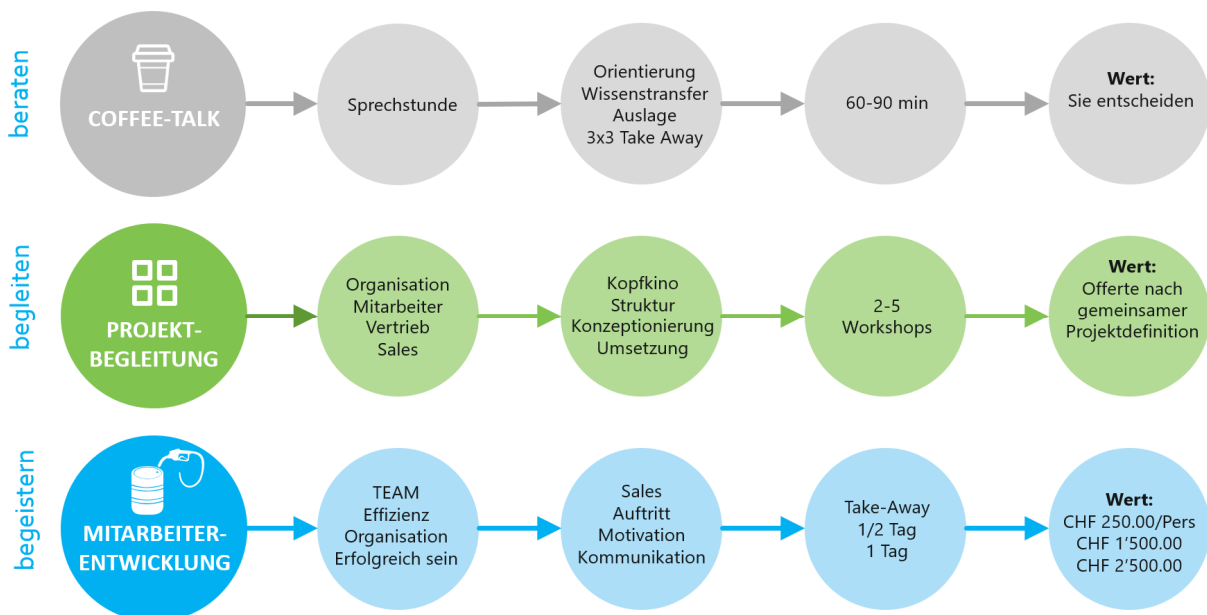 beraten
COFFEE-TALK
Sprechstunde
Orientierung
Wissenstransfer
Auslage
3x3 Take Away
60-90 min
Wert:
Sie entscheiden
begleiten
PROJEKT-
BEGLEITUNG
Organisation
Mitarbeiter
Vertrieb
Sales
Kopfkino
Struktur
Konzeptionierung
Umsetzung
2-5
Workshops
Wert:
Offerte nach
gemeinsamer
Projektdefinition
begeistern
MITARBEITER-
ENTWICKLUNG
TEAM
Effizienz
Organisation
Erfolgreich sein
Sales
Auftritt
Motivation
Kommunikation
Take-Away
1/2 Tag
1 Tag
Wert:
CHF 250.00/Pers
CHF 1’500.00
CHF 2’500.00